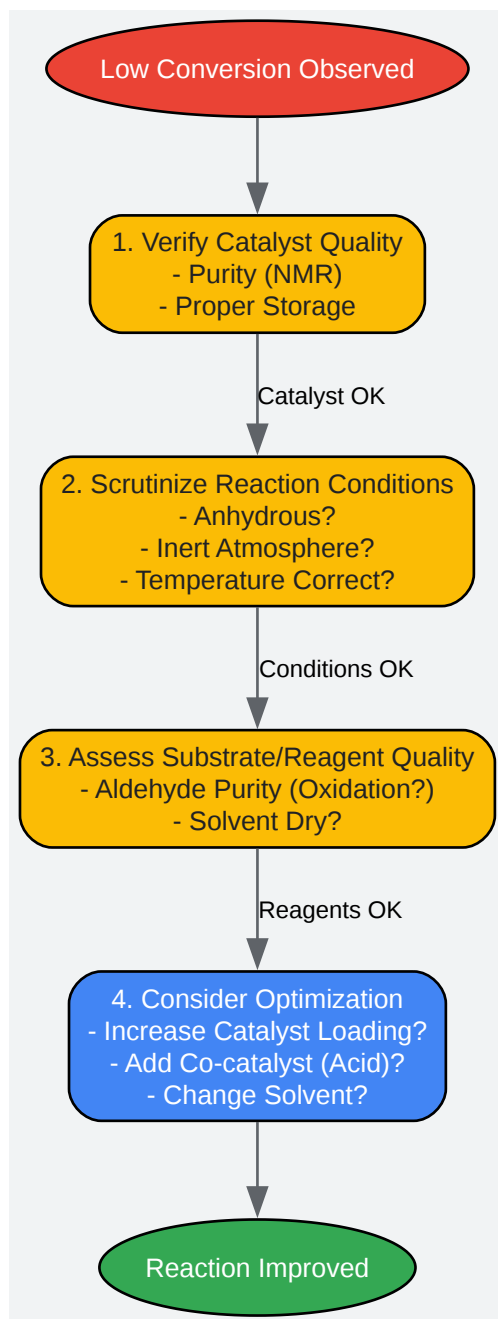 Low Conversion Observed
1. Verify Catalyst Quality
- Purity (NMR)
- Proper Storage
Catalyst OK
2. Scrutinize Reaction Conditions
- Anhydrous?
- Inert Atmosphere?
- Temperature Correct?
Conditions OK
3. Assess Substrate/Reagent Quality
- Aldehyde Purity (Oxidation?)
- Solvent Dry?
Reagents OK
4. Consider Optimization
- Increase Catalyst Loading?
- Add Co-catalyst (Acid)?
- Change Solvent?
Reaction Improved